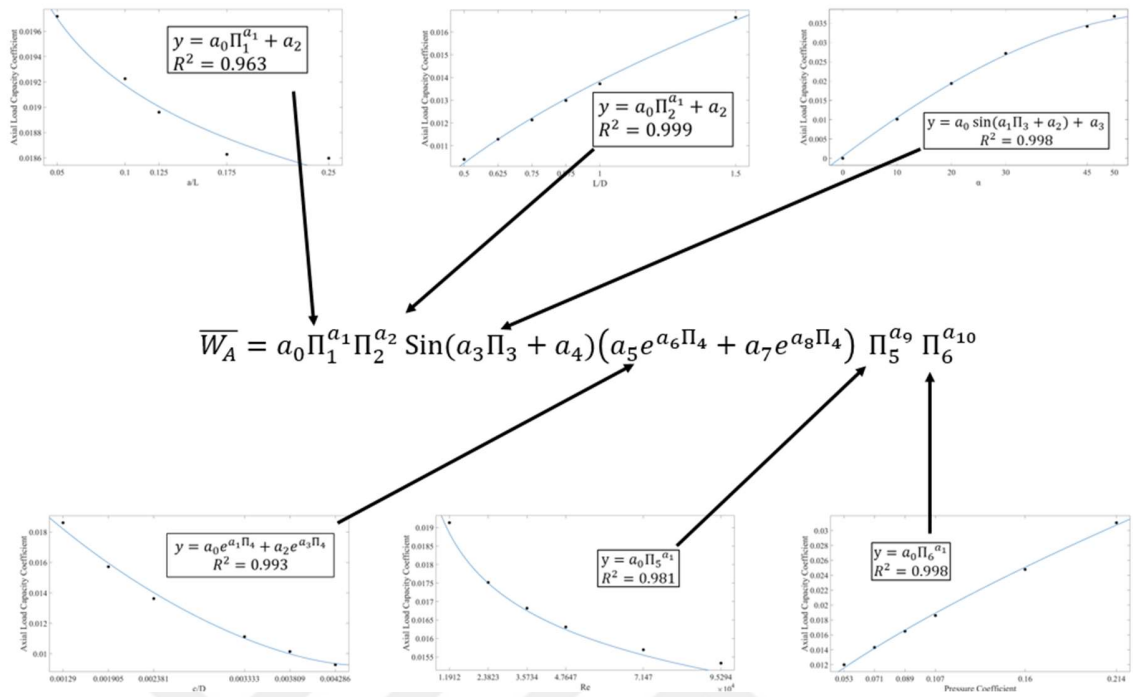 Axial Load Capacity Coefficient
0.0196
0.0194
0.0192
0.019
0.0188
0.0186
0.05 0.1 0.125 0.175 0.25
a/L
y = a₀Π₁^{a₁} + a₂
R² = 0.963
Axial Load Capacity Coefficient
0.016
0.015
0.014
0.013
0.012
0.011
0.5 0.625 0.75 0.875 1 1.5
L/D
y = a₀Π₂^{a₁} + a₂
R² = 0.999
Axial Load Capacity Coefficient
0.035
0.03
0.025
0.02
0.015
0.01
0.005
0
0 10 20 30 45 50
α
y = a₀ sin(a₁Π₃ + a₂) + a₃
R² = 0.998
W̅_A̅ = a₀Π₁^{a₁}Π₂^{a₂} Sin(a₃Π₃ + a₄)(a₅e^{a₆Π₄} + a₇e^{a₈Π₄}) Π₅^{a₉} Π₆^{a₁₀}
Axial Load Capacity Coefficient
0.018
0.016
0.014
0.012
0.01
0.00129 0.001905 0.002381 0.003333 0.003809 0.004286
c/D
y = a₀e^{a₁Π₄} + a₂e^{a₃Π₄}
R² = 0.993
Axial Load Capacity Coefficient
0.019
0.0185
0.018
0.0175
0.017
0.0165
0.016
0.0155
1.1912 2.3823 3.5734 4.7647 7.147 9.5294
Re ×10⁴
y = a₀Π₅^{a₁}
R² = 0.981
Axial Load Capacity Coefficient
0.03
0.028
0.026
0.024
0.022
0.02
0.018
0.016
0.014
0.012
0.053 0.071 0.089 0.107 0.16 0.214
Pressure Coefficient
y = a₀Π₆^{a₁}
R² = 0.998